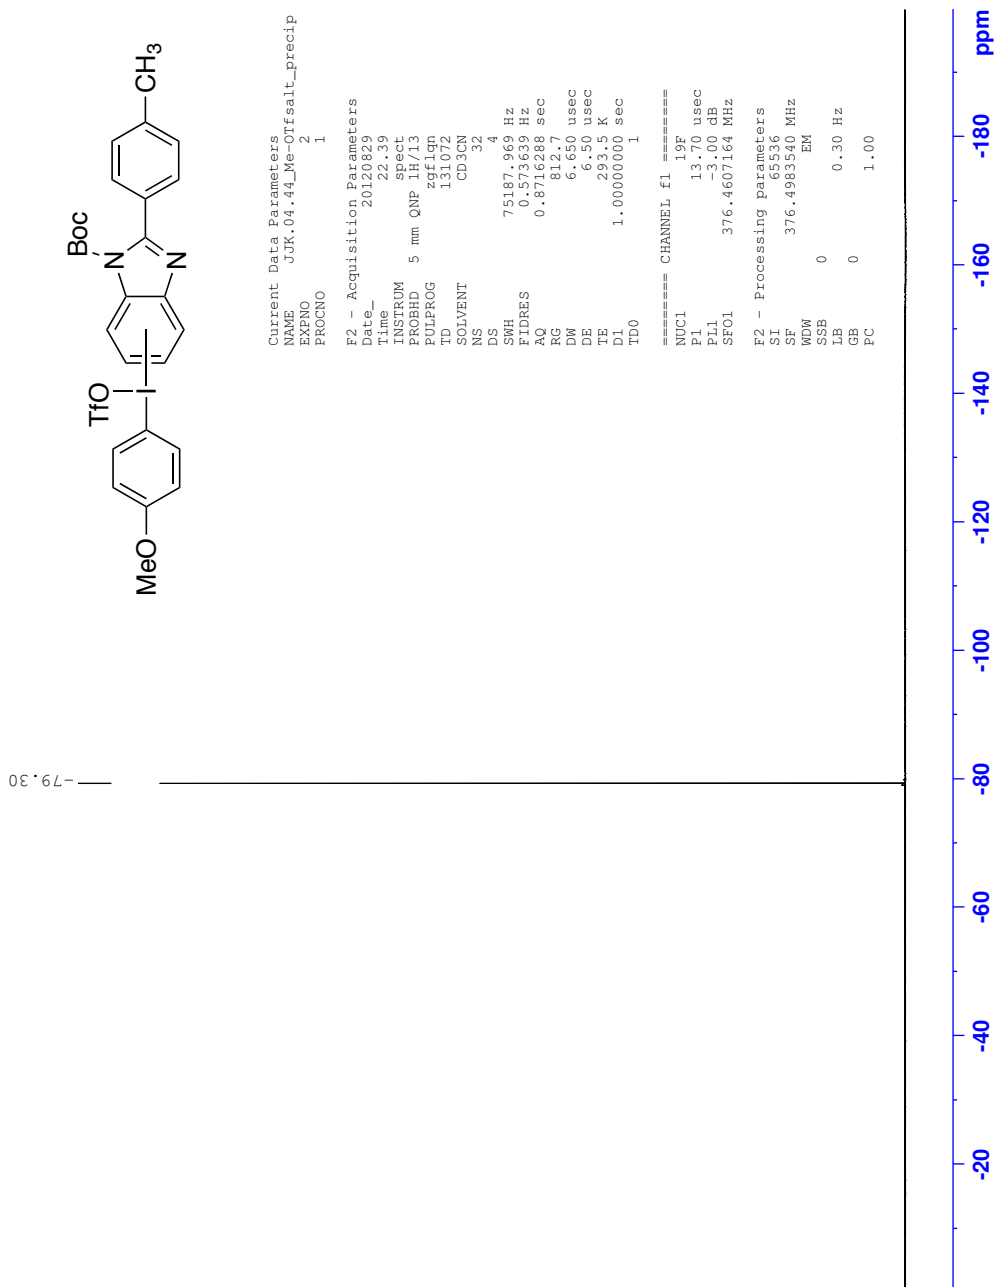 TfO
Boc
N
N
I
MeO
CH3
-79.30
Current Data Parameters
NAME JJK.04.44_Me-OTfsalt_precip
EXPNO 2
PROCNO 1
F2 - Acquisition Parameters
Date_ 20120829
Time 22.39
INSTRUM spect
PROBHD 5 mm QNP 1H/13
PULPROG zgflqn
TD 131072
SOLVENT CD3CN
NS 32
DS 4
SWH 75187.969 Hz
FIDRES 0.573639 Hz
AQ 0.8716288 sec
RG 812.7
DW 6.650 usec
DE 6.50 usec
TE 293.5 K
D1 1.00000000 sec
TD0 1
======== CHANNEL f1 ========
NUC1 19F
P1 13.70 usec
PL1 -3.00 dB
SFO1 376.4607164 MHz
F2 - Processing parameters
SI 65536
SF 376.4983540 MHz
WDW EM
SSB 0
LB 0.30 Hz
GB 0
PC 1.00
-20 -40 -60 -80 -100 -120 -140 -160 -180 ppm